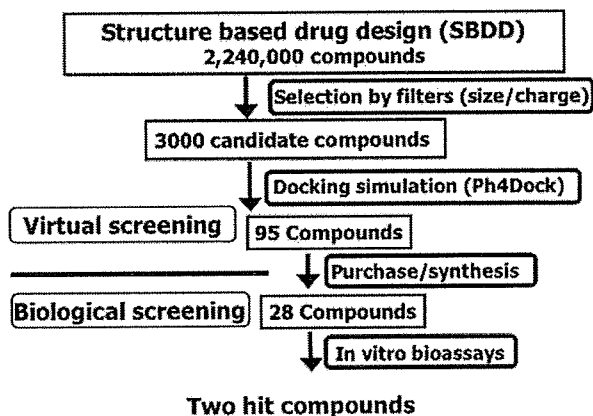 Structure based drug design (SBDD)
2,240,000 compounds
Selection by filters (size/charge)
3000 candidate compounds
Docking simulation (Ph4Dock)
Virtual screening
95 Compounds
Purchase/synthesis
Biological screening
28 Compounds
In vitro bioassays
Two hit compounds